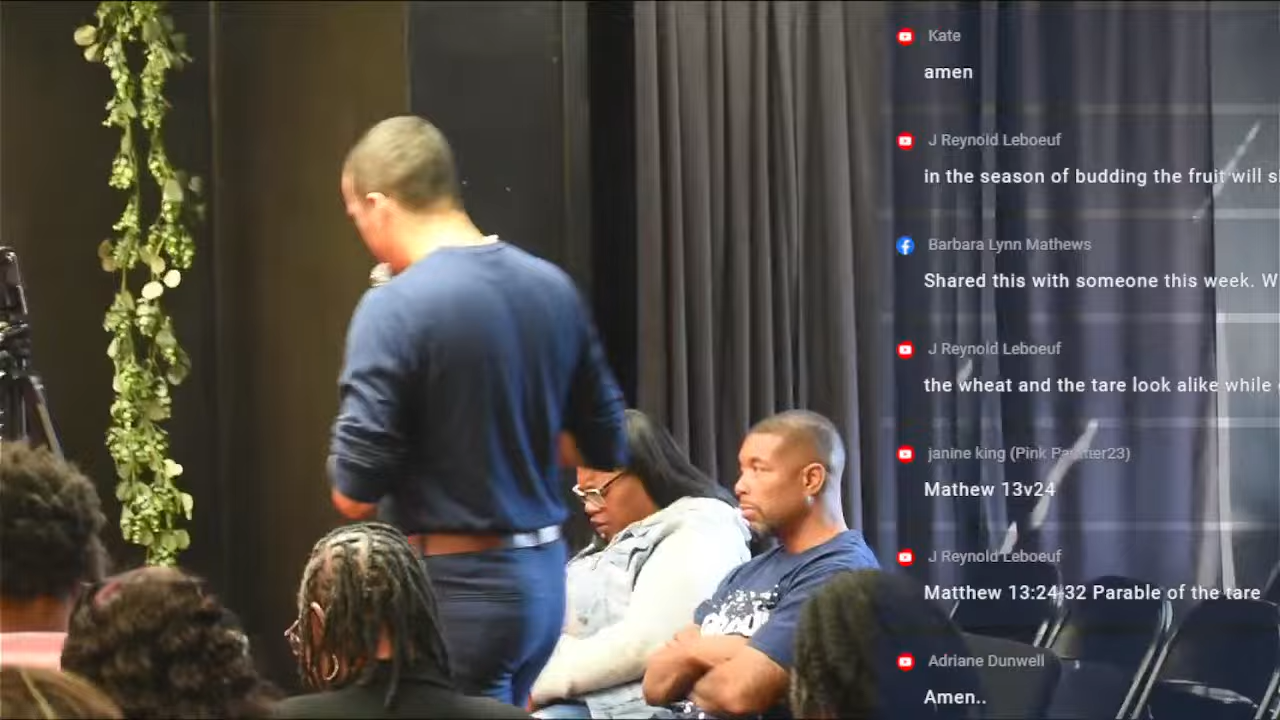 Kate
amen
J Reynold Leboeuf
in the season of budding the fruit will
Barbara Lynn Mathews
Shared this with someone this week.
J Reynold Leboeuf
the wheat and the tare look alike while
janine king (Pink Panther23)
Mathew 13v24
J Reynold Leboeuf
Matthew 13:24-32 Parable of the tare
Adriane Dunwell
Amen..